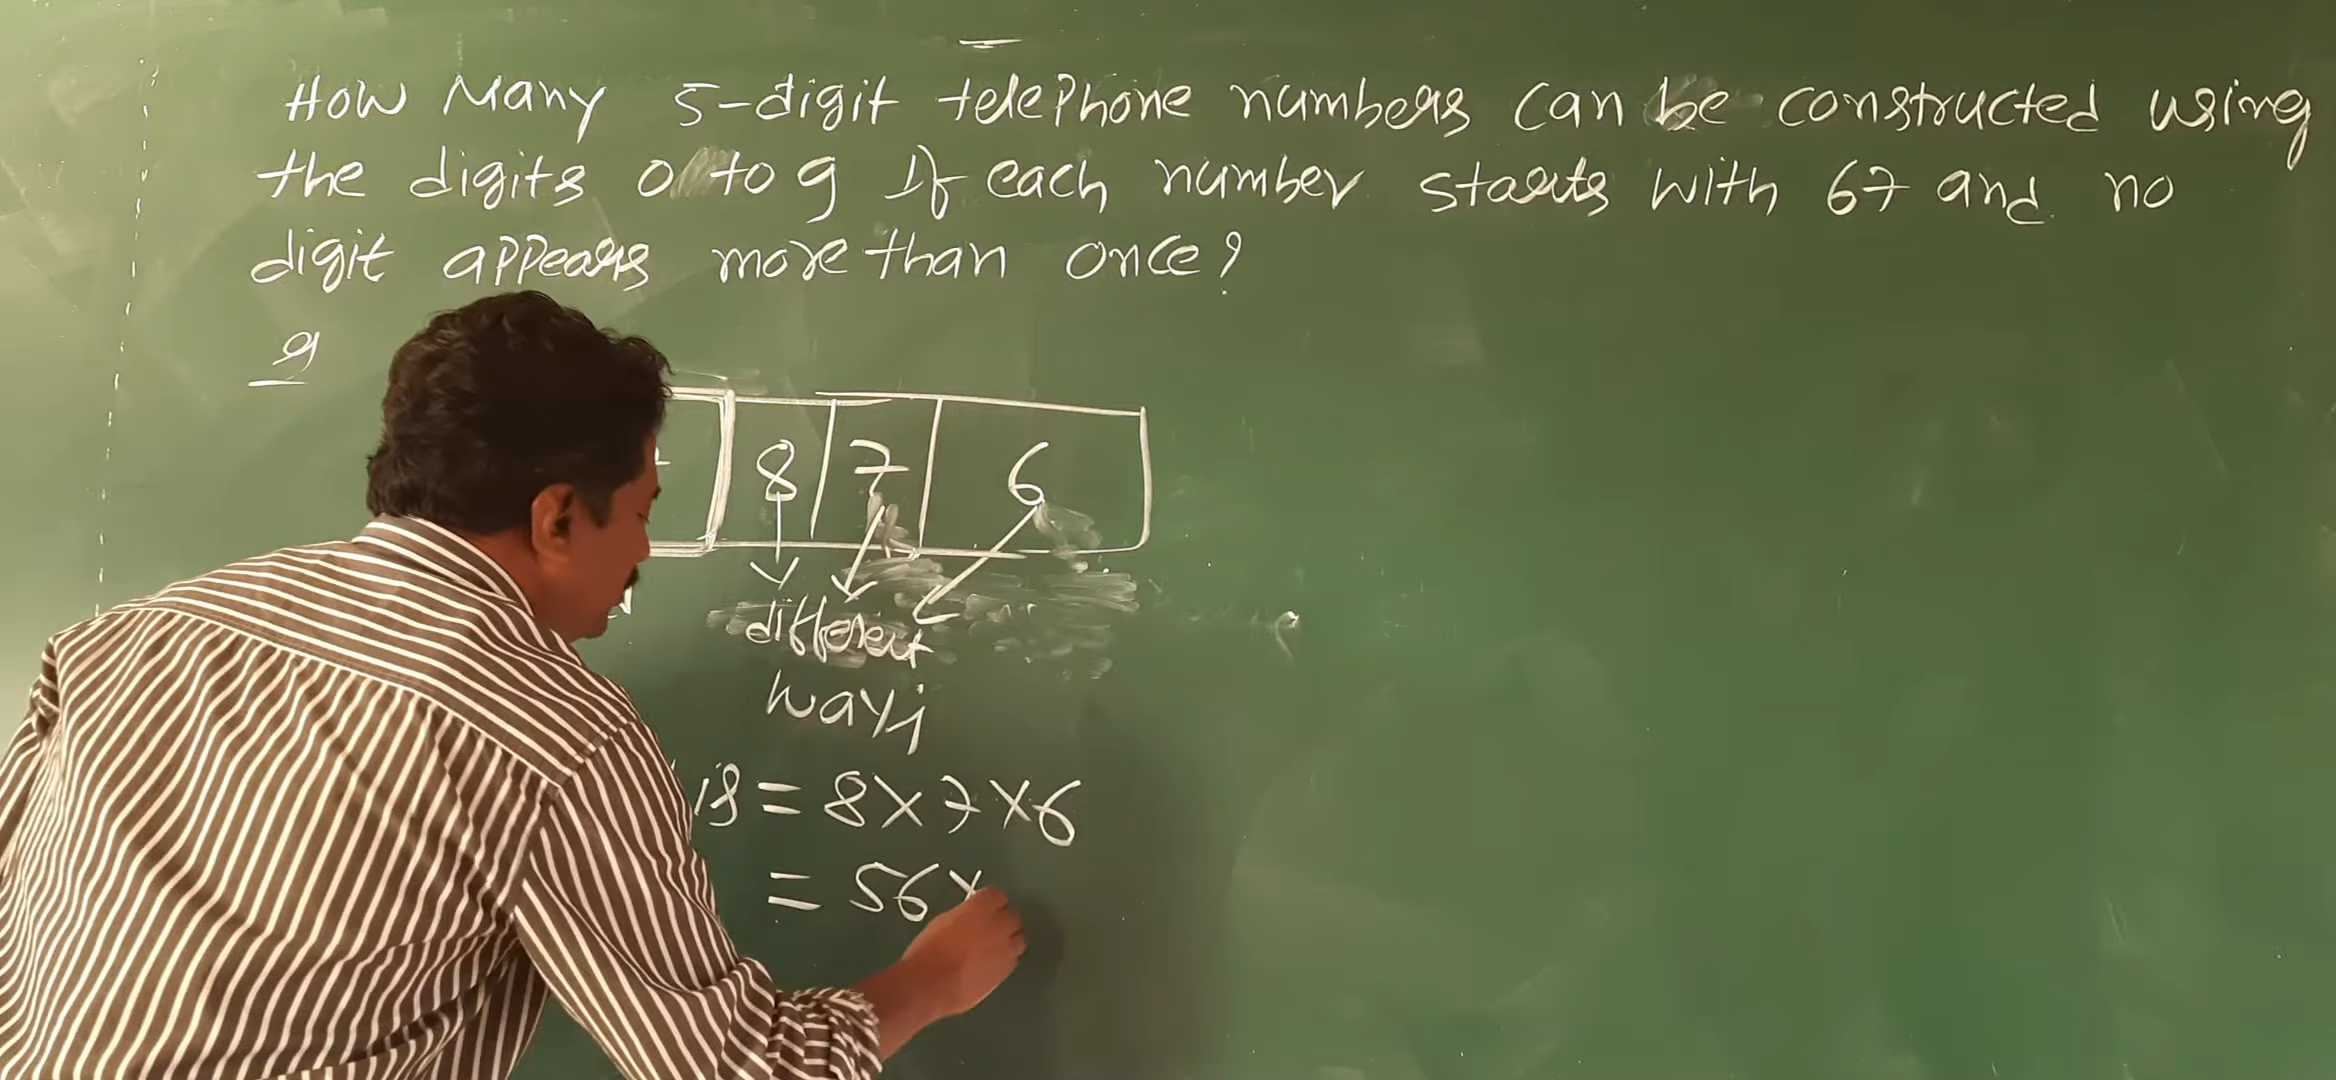 How Many 5-digit telephone numbers can be constructed using
the digits 0 to 9 If each number starts with 67 and no
digit appears more than once?
8 7 6
different
ways
= 8×7×6
= 56×